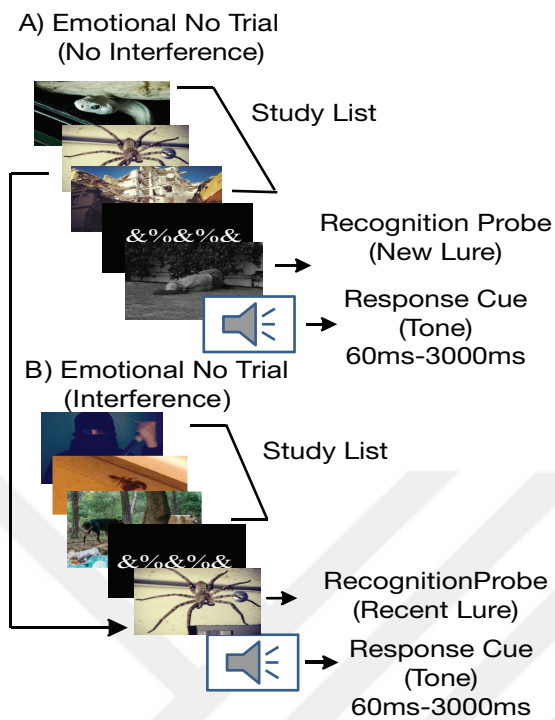 A) Emotional No Trial
(No Interference)
Study List
&%&%&
Recognition Probe
(New Lure)
Response Cue
(Tone)
60ms-3000ms
B) Emotional No Trial
(Interference)
Study List
&%&%&
RecognitionProbe
(Recent Lure)
Response Cue
(Tone)
60ms-3000ms